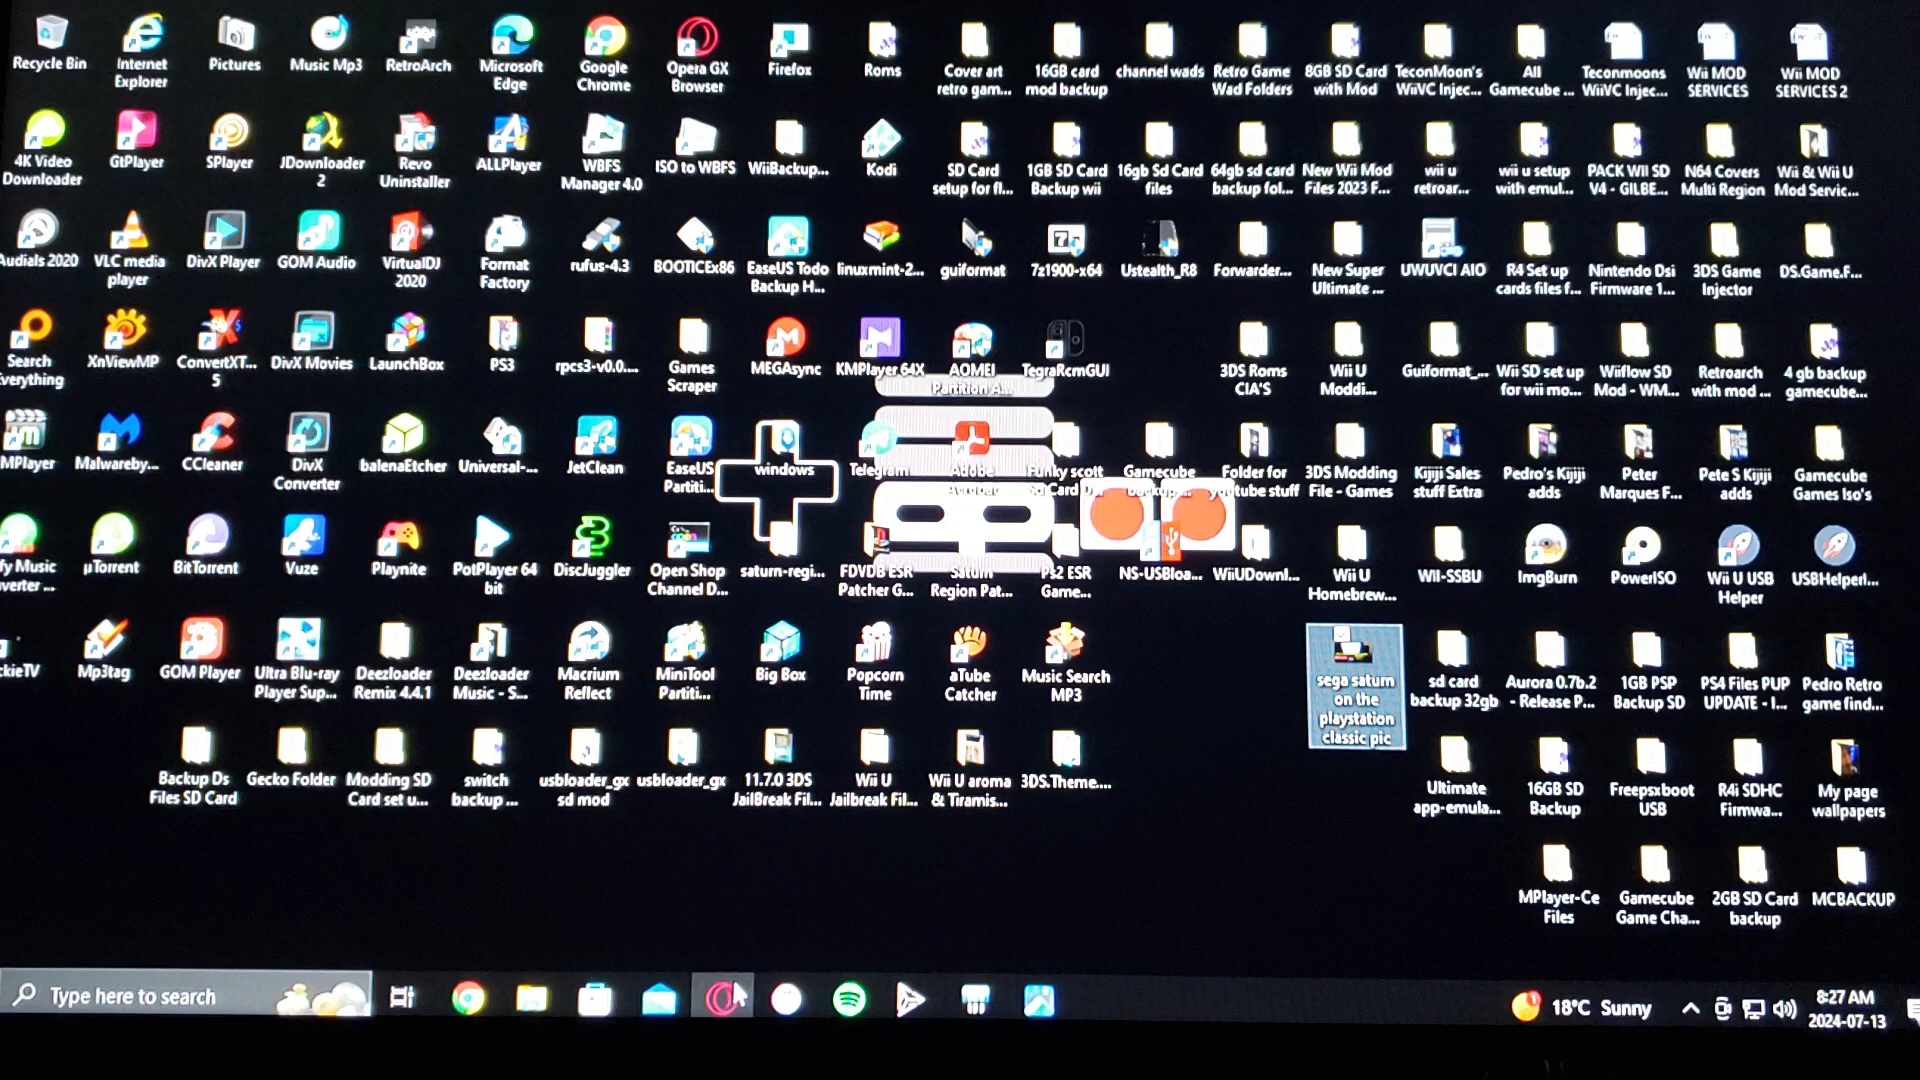 Recycle Bin
Internet
Explorer
Pictures
Music Mp3
RetroArch
Microsoft
Edge
Google
Chrome
Opera GX
Browser
Firefox
Roms
Cover art
retro gam...
16GB card
mod backup
channel wads
Retro Game
Wad Folders
8GB SD Card
with Mod
TeconMoon's
WiiVC Injec...
All
Gamecube ...
Teconmoons
WiiVC Injec...
Wii MOD
SERVICES
Wii MOD
SERVICES 2
4K Video
Downloader
GtPlayer
SPlayer
JDownloader
2
Revo
Uninstaller
ALLPlayer
WBFS
Manager 4.0
ISO to WBFS
WiiBackup...
Kodi
SD Card
setup for fl...
1GB SD Card
Backup wii
16gb Sd Card
files
64gb sd card
backup fol...
New Wii Mod
Files 2023 F...
wii u
retroar...
wii u setup
with emul...
PACK WII SD
V4 - GILBE...
N64 Covers
Multi Region
Wii & Wii U
Mod Servic...
Audials 2020
VLC media
player
DivX Player
GOM Audio
VirtualDJ
2020
Format
Factory
rufus-4.3
BOOTICEx86
EaseUS Todo
Backup H...
linuxmint-2...
guiformat
7z1900-x64
Ustealth_R8
Forwarder...
New Super
Ultimate ...
UWUVCI AIO
R4 Set up
cards files f...
Nintendo Dsi
Firmware 1...
3DS Game
Injector
DS.Game.F...
Search
Everything
XnViewMP
ConvertXT...
5
DivX Movies
LaunchBox
PS3
rpcs3-v0.0....
Games
Scraper
MEGAsync
KMPlayer 64X
AOMEI
Partition A...
TegraRcmGUI
3DS Roms
CIA'S
Wii U
Moddi...
Guiformat_...
Wii SD set up
for wii mo...
Wiiflow SD
Mod - WM...
Retroarch
with mod ...
4 gb backup
gamecube...
MPlayer
Malwareby...
CCleaner
DivX
Converter
balenaEtcher
Universal-...
JetClean
EaseUS
Partiti...
windows
Telegram
Adobe
Acrobat
Funky scott
Sd Card D...
Gamecube
backup...
Folder for
youtube stuff
3DS Modding
File - Games
Kijiji Sales
stuff Extra
Pedro's Kijiji
adds
Peter
Marques F...
Pete S Kijiji
adds
Gamecube
Games Iso's
fy Music
verter ...
µTorrent
BitTorrent
Vuze
Playnite
PotPlayer 64
bit
DiscJuggler
Open Shop
Channel D...
saturn-regi...
FDVDB ESR
Patcher G...
Saturn
Region Pat...
Ps2 ESR
Game...
NS-USBloa...
WiiUDownl...
Wii U
Homebrew...
WII-SSBU
ImgBurn
PowerISO
Wii U USB
Helper
USBHelperl...
ckieTV
Mp3tag
GOM Player
Ultra Blu-ray
Player Sup...
Deezloader
Remix 4.4.1
Deezloader
Music - S...
Macrium
Reflect
MiniTool
Partiti...
Big Box
Popcorn
Time
aTube
Catcher
Music Search
MP3
sega saturn
on the
playstation
classic pic
sd card
backup 32gb
Aurora 0.7b.2
- Release P...
1GB PSP
Backup SD
PS4 Files PUP
UPDATE - I...
Pedro Retro
game find...
Backup Ds
Files SD Card
Gecko Folder
Modding SD
Card set u...
switch
backup ...
usbloader_gx
sd mod
usbloader_gx
11.7.0 3DS
JailBreak Fil...
Wii U
Jailbreak Fil...
Wii U aroma
& Tiramis...
3DS.Theme....
Ultimate
app-emula...
16GB SD
Backup
Freepsxboot
USB
R4i SDHC
Firmwa...
My page
wallpapers
MPlayer-Ce
Files
Gamecube
Game Cha...
2GB SD Card
backup
MCBACKUP
Type here to search
18°C Sunny
8:27 AM
2024-07-13